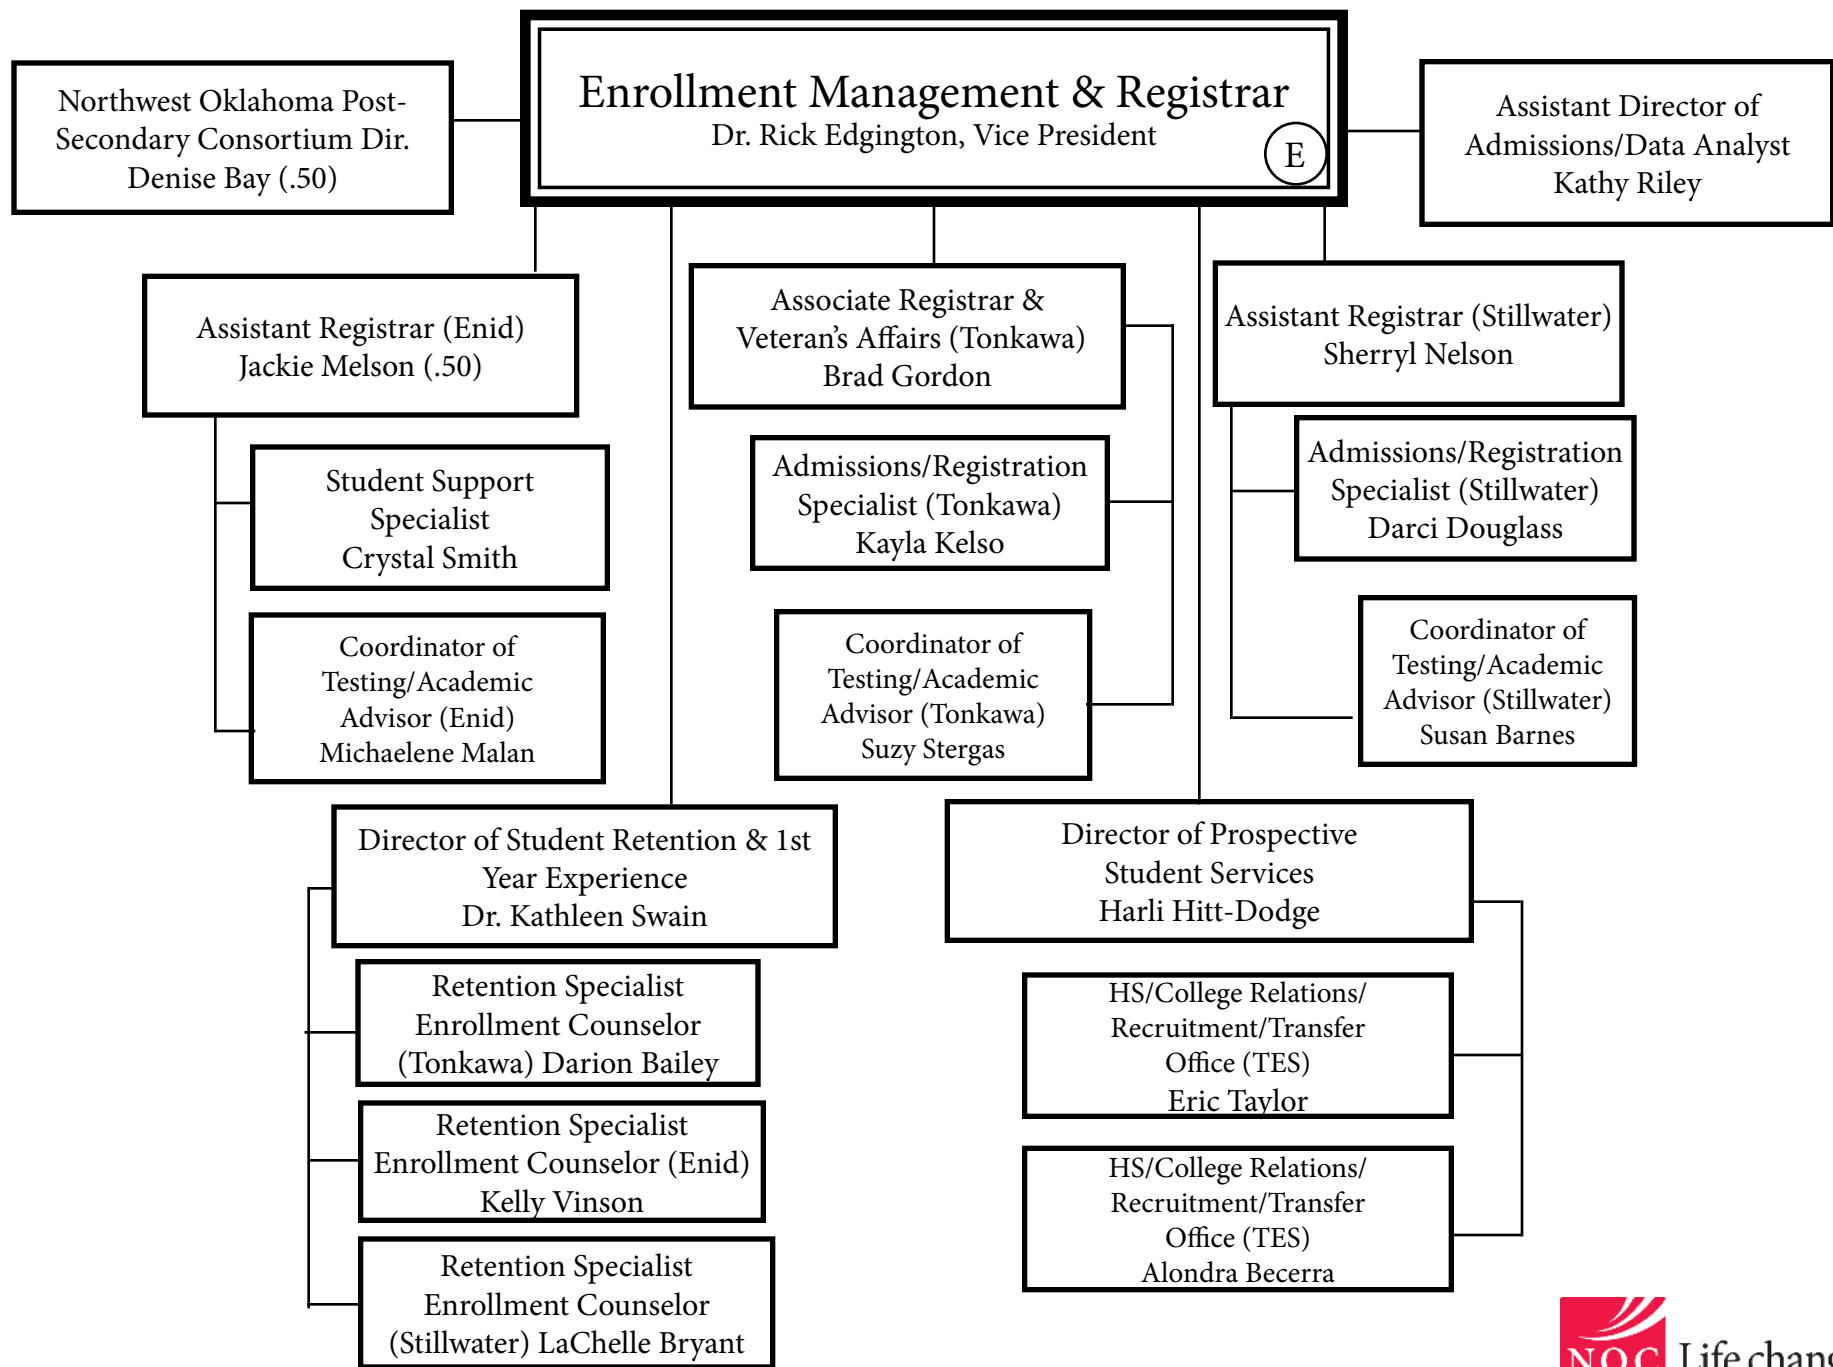 Enrollment Management & Registrar
Dr. Rick Edgington, Vice President
E
Northwest Oklahoma Post-
Secondary Consortium Dir.
Denise Bay (.50)
Assistant Director of
Admissions/Data Analyst
Kathy Riley
Assistant Registrar (Enid)
Jackie Melson (.50)
Student Support
Specialist
Crystal Smith
Coordinator of
Testing/Academic
Advisor (Enid)
Michaelene Malan
Associate Registrar &
Veteran's Affairs (Tonkawa)
Brad Gordon
Admissions/Registration
Specialist (Tonkawa)
Kayla Kelso
Coordinator of
Testing/Academic
Advisor (Tonkawa)
Suzy Stergas
Assistant Registrar (Stillwater)
Sherryl Nelson
Admissions/Registration
Specialist (Stillwater)
Darci Douglass
Coordinator of
Testing/Academic
Advisor (Stillwater)
Susan Barnes
Director of Student Retention & 1st
Year Experience
Dr. Kathleen Swain
Retention Specialist
Enrollment Counselor
(Tonkawa) Darion Bailey
Retention Specialist
Enrollment Counselor (Enid)
Kelly Vinson
Retention Specialist
Enrollment Counselor
(Stillwater) LaChelle Bryant
Director of Prospective
Student Services
Harli Hitt-Dodge
HS/College Relations/
Recruitment/Transfer
Office (TES)
Eric Taylor
HS/College Relations/
Recruitment/Transfer
Office (TES)
Alondra Becerra
NOC Life